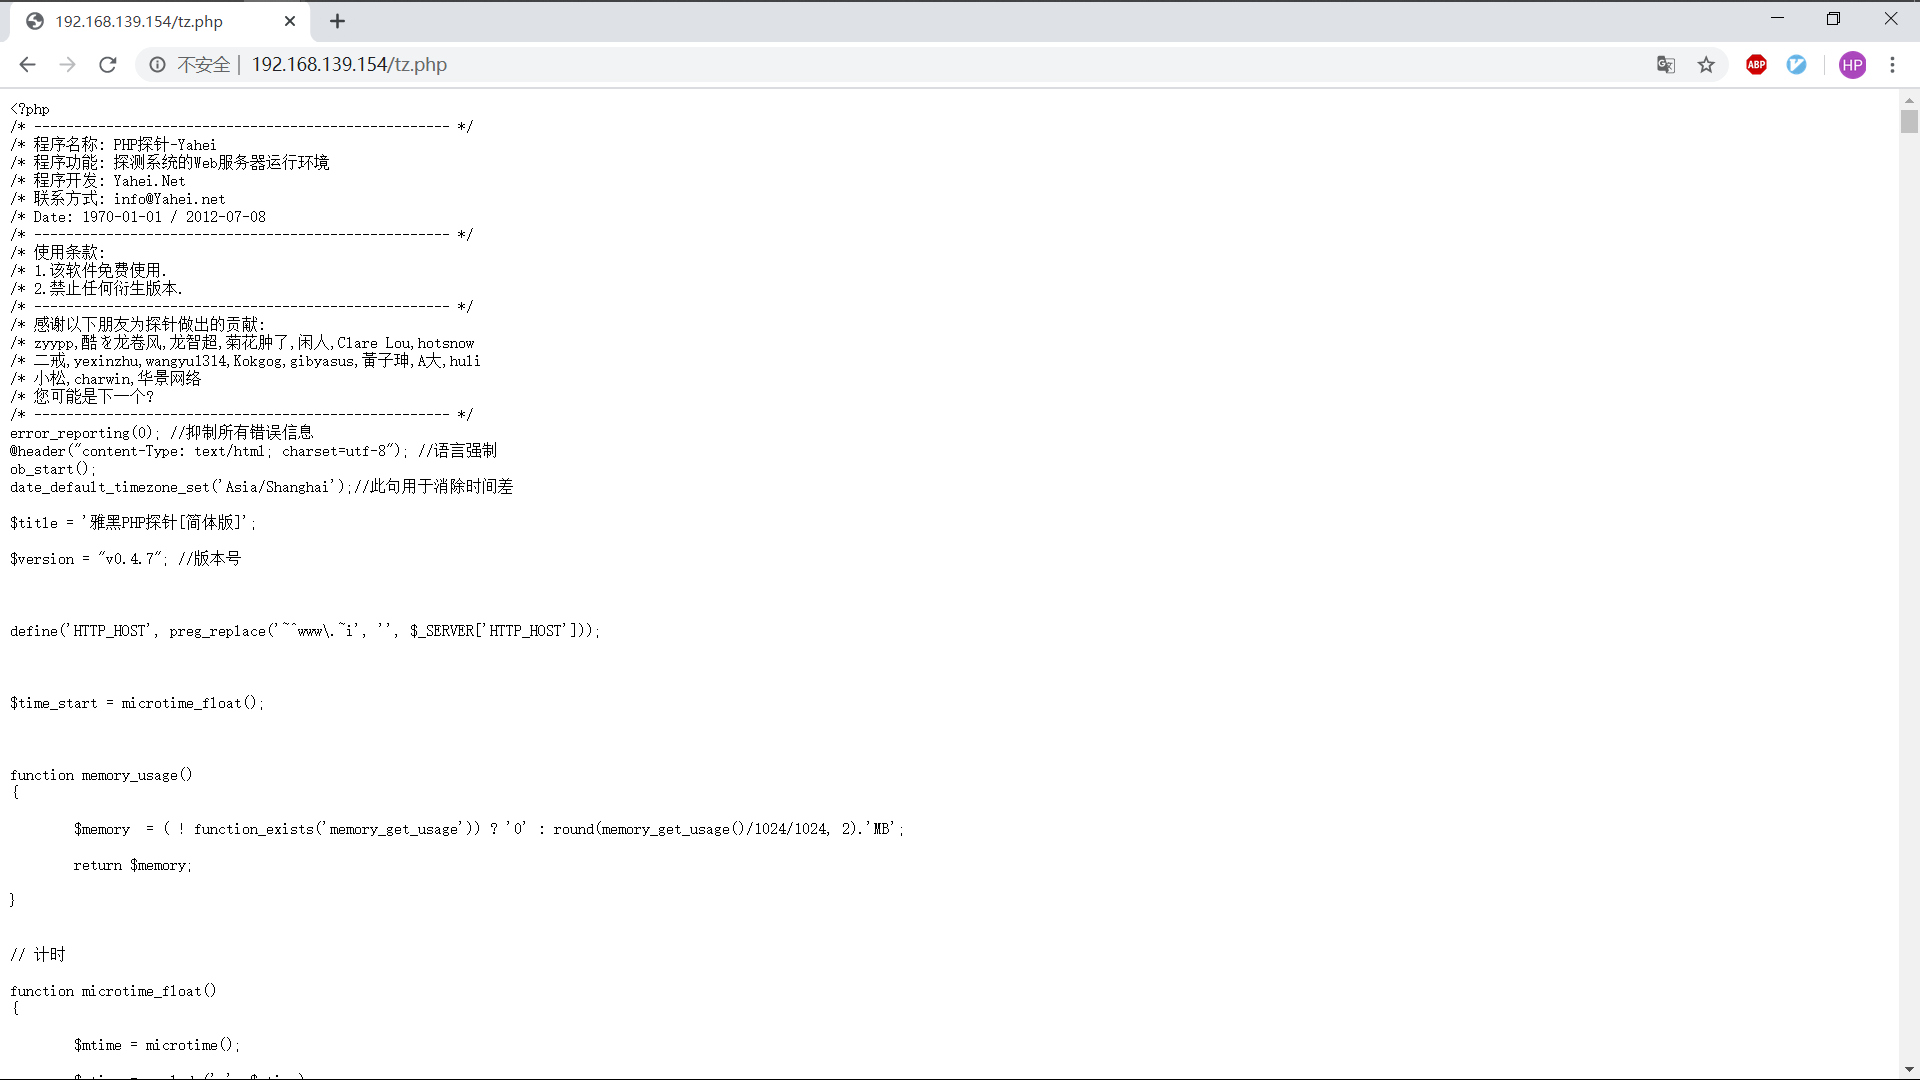 192.168.139.154/tz.php
不安全 | 192.168.139.154/tz.php
ABP
HP
<?php
/* ---------------------------------------------------- */
/* 程序名称: PHP探针-Yahei
/* 程序功能: 探测系统的Web服务器运行环境
/* 程序开发: Yahei.Net
/* 联系方式: info@Yahei.net
/* Date: 1970-01-01 / 2012-07-08
/* ---------------------------------------------------- */
/* 使用条款:
/* 1.该软件免费使用.
/* 2.禁止任何衍生版本.
/* ---------------------------------------------------- */
/* 感谢以下朋友为探针做出的贡献:
/* zyypp,酷を龙卷风,龙智超,菊花肿了,闲人,Clare Lou,hotsnow
/* 二戒,yexinzhu,wangyu1314,Kokgog,gibyasus,黃子珅,A大,huli
/* 小松,charwin,华景网络
/* 您可能是下一个?
/* ---------------------------------------------------- */
error_reporting(0); //抑制所有错误信息
@header("content-Type: text/html; charset=utf-8"); //语言强制
ob_start();
date_default_timezone_set('Asia/Shanghai');//此句用于消除时间差
$title = '雅黑PHP探针[简体版]';
$version = "v0.4.7"; //版本号
define('HTTP_HOST', preg_replace('~^www\.~i', '', $_SERVER['HTTP_HOST']));
$time_start = microtime_float();
function memory_usage()
{
$memory  = ( ! function_exists('memory_get_usage')) ? '0' : round(memory_get_usage()/1024/1024, 2).'MB';
return $memory;
}
// 计时
function microtime_float()
{
$mtime = microtime();